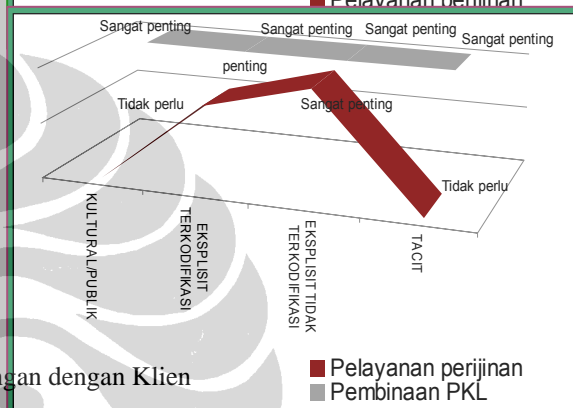 Pelayanan perijinan
Sangat penting
Sangat penting
Sangat penting
Sangat penting
penting
Tidak perlu
Sangat penting
Tidak perlu
KULTURAL/PUBLIK
EKSPLISIT
TERKODIFIKASI
EKSPLISIT TIDAK
TERKODIFIKASI
TACIT
ngan dengan Klien
Pelayanan perijinan
Pembinaan PKL